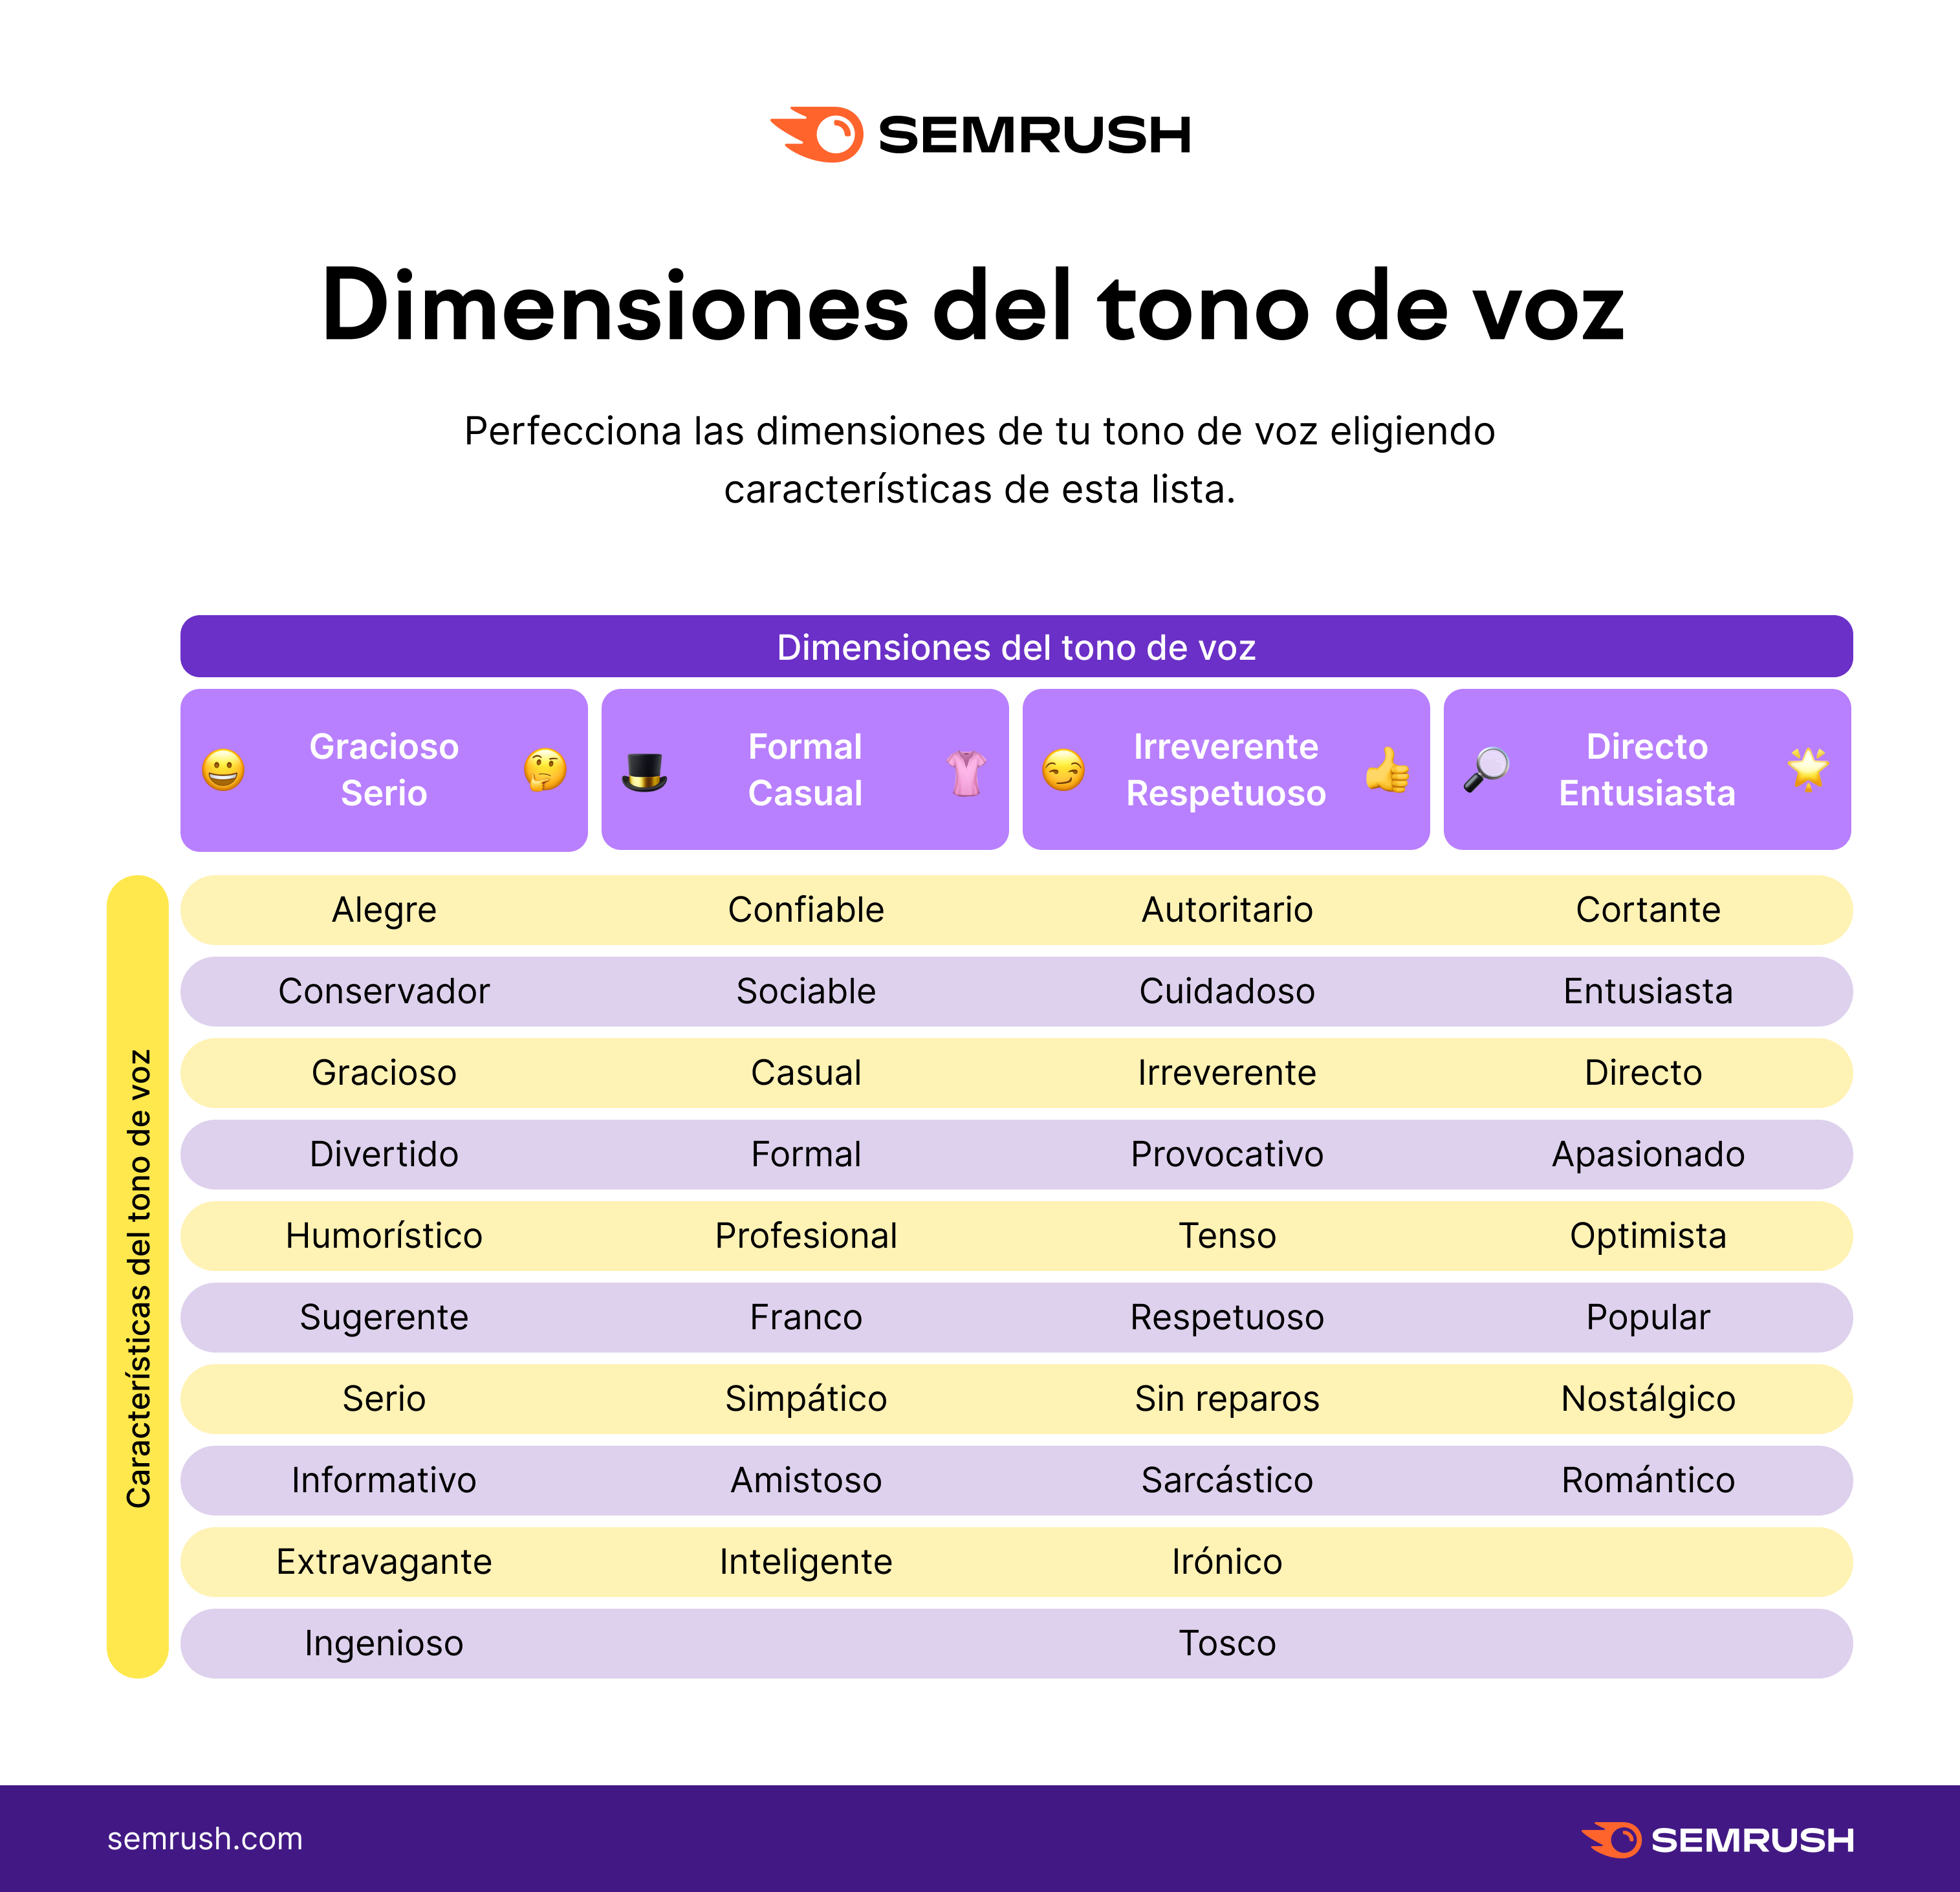 SEMRUSH
Dimensiones del tono de voz
Perfecciona las dimensiones de tu tono de voz eligiendo
características de esta lista.
Dimensiones del tono de voz
Gracioso
Serio
Formal
Casual
Irreverente
Respetuoso
Directo
Entusiasta
Características del tono de voz
Alegre Confiable Autoritario Cortante
Conservador Sociable Cuidadoso Entusiasta
Gracioso Casual Irreverente Directo
Divertido Formal Provocativo Apasionado
Humorístico Profesional Tenso Optimista
Sugerente Franco Respetuoso Popular
Serio Simpático Sin reparos Nostálgico
Informativo Amistoso Sarcástico Romántico
Extravagante Inteligente Irónico
Ingenioso Tosco
semrush.com SEMRUSH